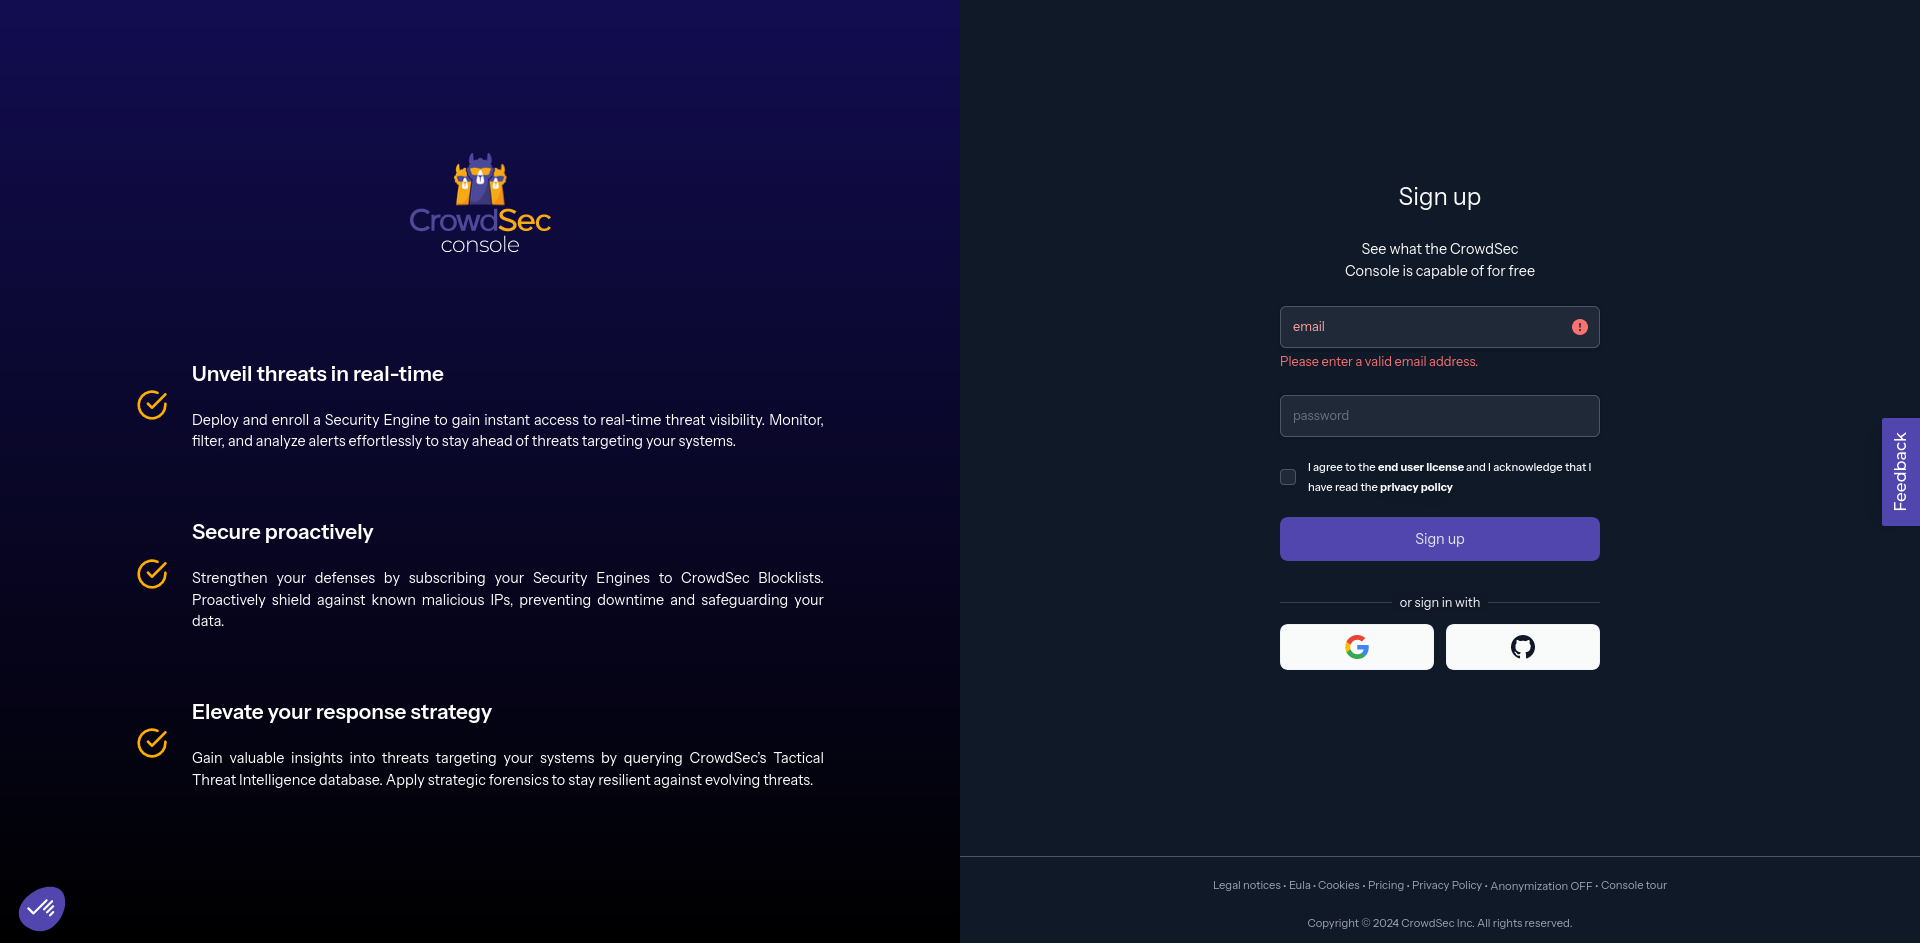 CrowdSec
console
Unveil threats in real-time
Deploy and enroll a Security Engine to gain instant access to real-time threat visibility. Monitor,
filter, and analyze alerts effortlessly to stay ahead of threats targeting your systems.
Secure proactively
Strengthen your defenses by subscribing your Security Engines to CrowdSec Blocklists.
Proactively shield against known malicious IPs, preventing downtime and safeguarding your
data.
Elevate your response strategy
Gain valuable insights into threats targeting your systems by querying CrowdSec's Tactical
Threat Intelligence database. Apply strategic forensics to stay resilient against evolving threats.
Sign up
See what the CrowdSec
Console is capable of for free
email
Please enter a valid email address.
password
I agree to the end user license and I acknowledge that I
have read the privacy policy
Sign up
or sign in with
Feedback
Legal notices • Eula • Cookies • Pricing • Privacy Policy • Anonymization OFF • Console tour
Copyright © 2024 CrowdSec Inc. All rights reserved.